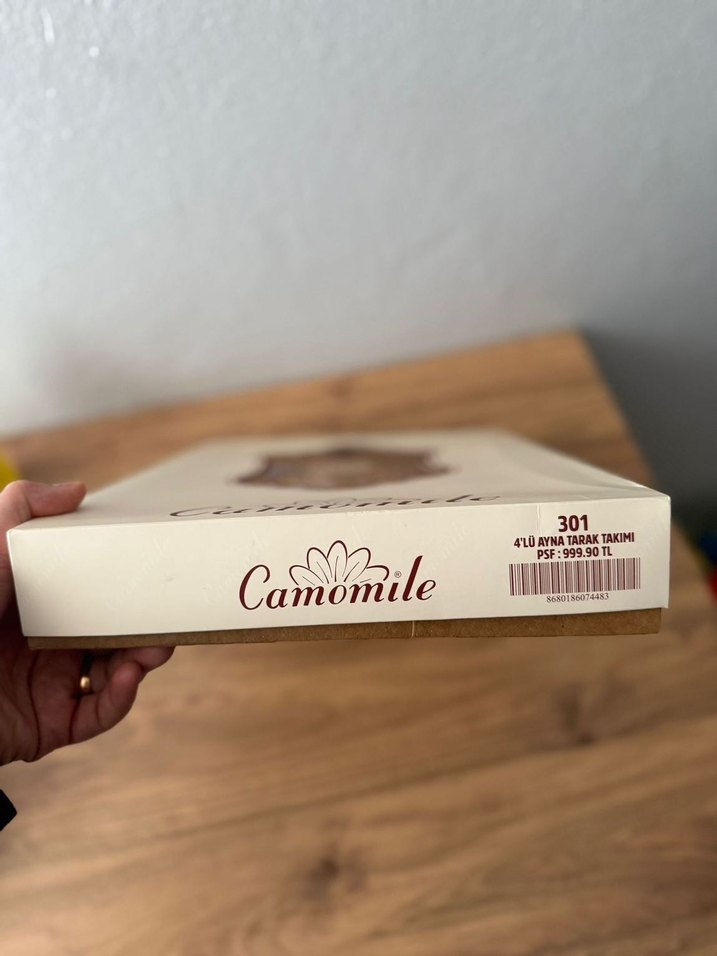 Camomile
Camomile®
301
4'LÜ AYNA TARAK TAKIMI
PSF : 999.90 TL
8680186074483